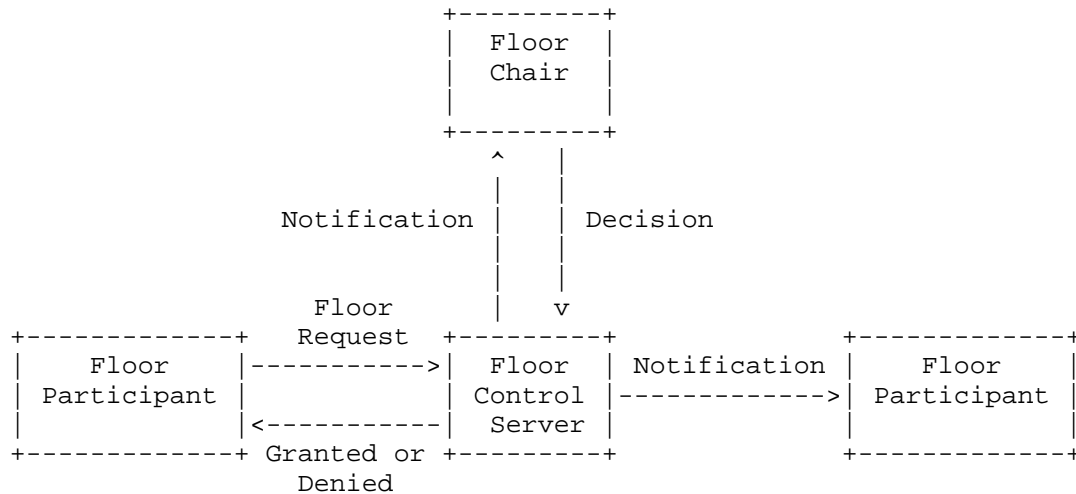 Floor
Chair
Notification
Decision
Floor
Request
Floor
Participant
Floor
Control
Server
Notification
Floor
Participant
Granted or
Denied